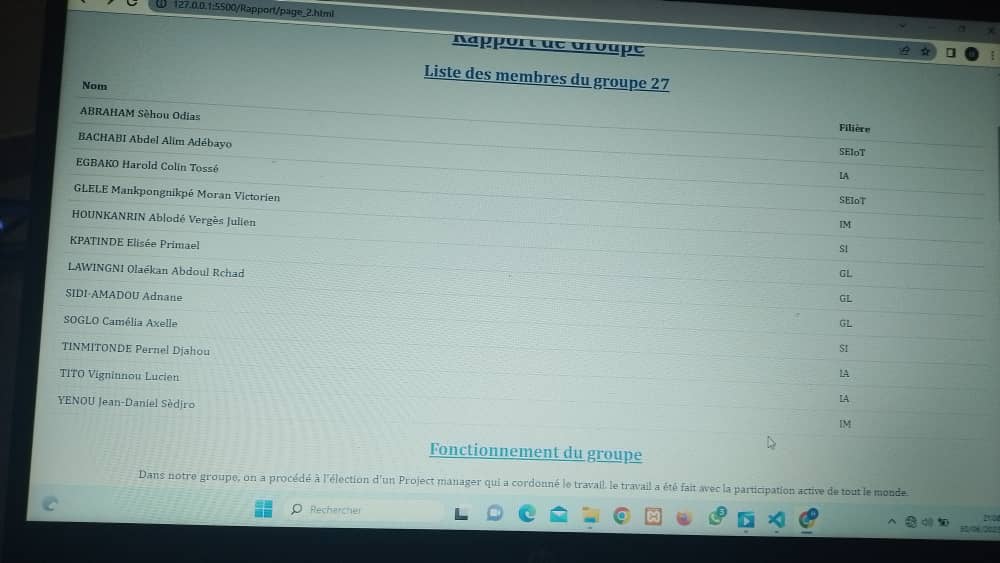 127.0.0.1:5500/Rapport/page_2.html
Rapport de Groupe
Liste des membres du groupe 27
Nom Filière
ABRAHAM Sèhou Odias SEIoT
BACHABI Abdel Alim Adébayo IA
EGBAKO Harold Colin Tossé SEIoT
GLELE Mankpongnikpé Moran Victorien IM
HOUNKANRIN Ablodé Vergès Julien SI
KPATINDE Elisée Primael GL
LAWINGNI Olaékan Abdoul Rchad GL
SIDI-AMADOU Adnane GL
SOGLO Camélia Axelle SI
TINMITONDE Pernel Djahou IA
TITO Vigninnou Lucien IA
YENOU Jean-Daniel Sèdjro IM
Fonctionnement du groupe
Dans notre groupe, on a procédé à l'élection d'un Project manager qui a cordonné le travail. le travail a été fait avec la participation active de tout le monde.
Rechercher
3